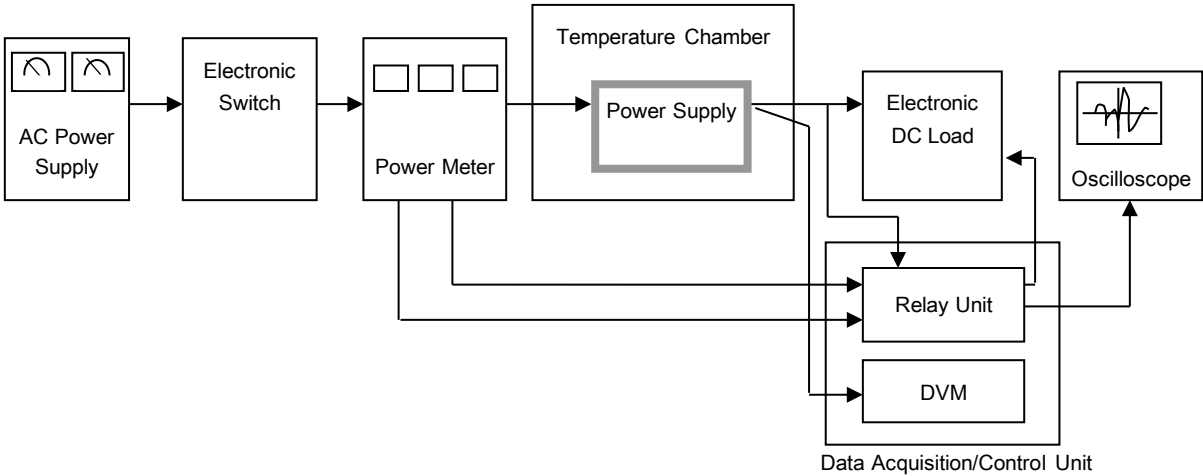 AC Power
Supply
Electronic
Switch
Power Meter
Temperature Chamber
Power Supply
Electronic
DC Load
Oscilloscope
Relay Unit
DVM
Data Acquisition/Control Unit